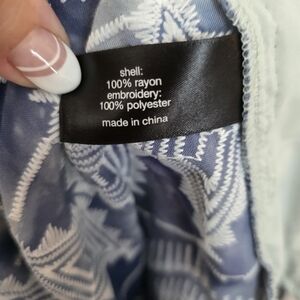 shell:
100% rayon
embroidery:
100% polyester
made in china